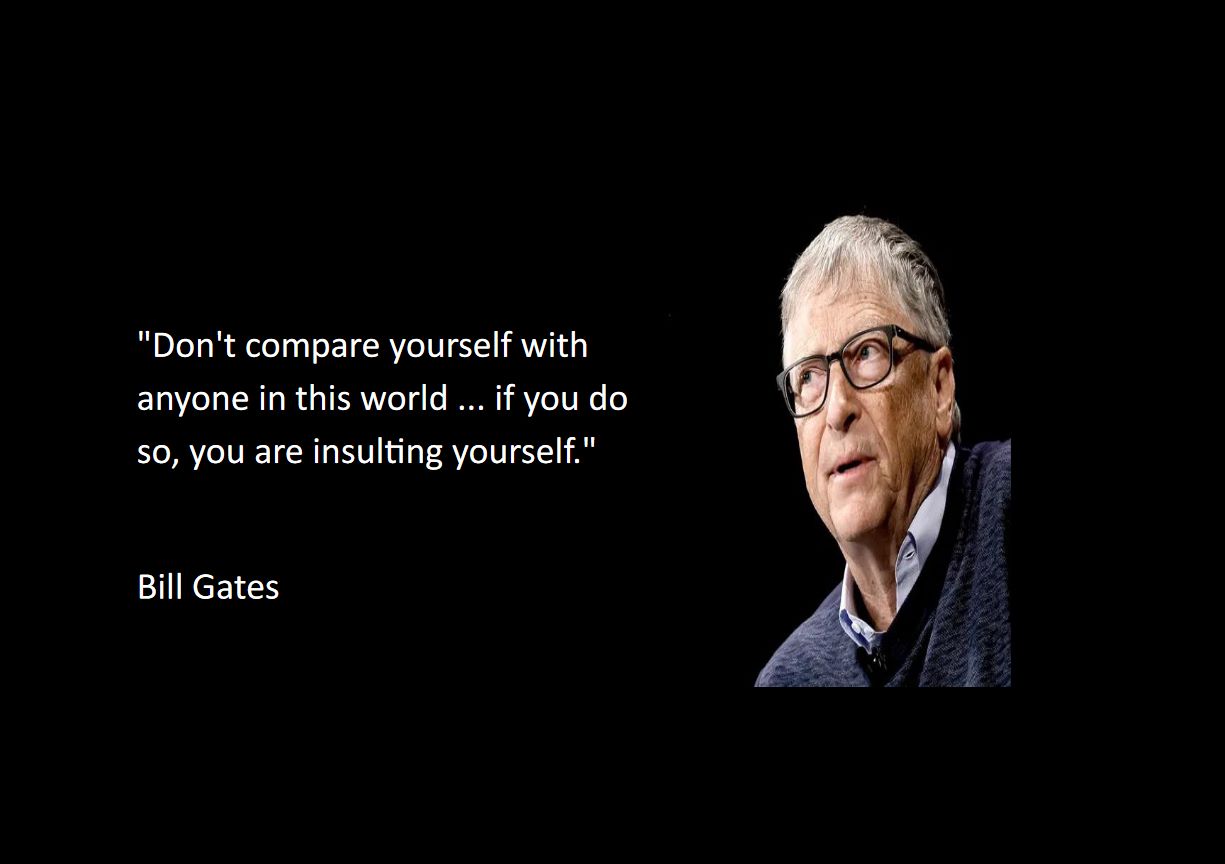 "Don't compare yourself with
anyone in this world ... if you do
so, you are insulting yourself."
Bill Gates